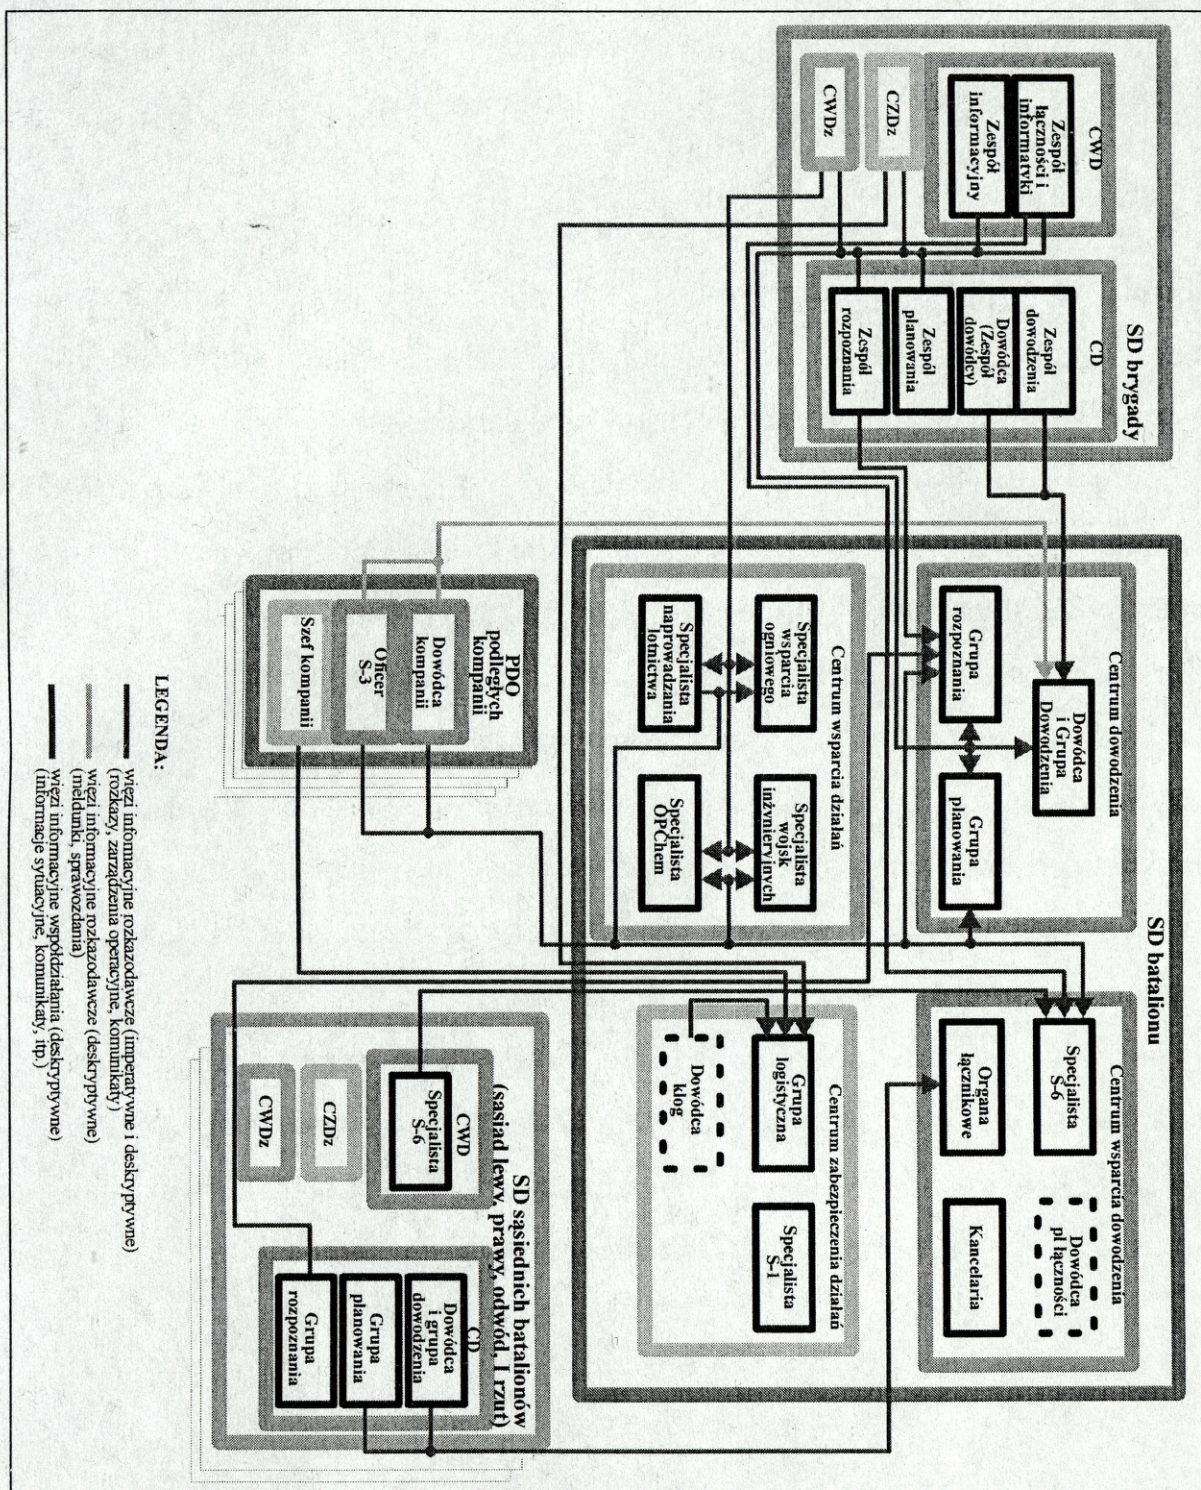 SD brygady
CWD
Zespół
łączności i
informatyki
Zespół
informacyjny
CZDz
CWDz
CD
Zespół
dowodzenia
Dowódca
(Zespół
dowódcy)
Zespół
planowania
Zespół
rozpoznania
SD batalionu
Centrum dowodzenia
Dowódca
i Grupa
Dowodzenia
Grupa
rozpoznania
Grupa
planowania
Centrum wsparcia dowodzenia
Specjalista
S-6
Dowódca
pl łączności
Organa
łącznikowe
Kancelaria
Centrum wsparcia działań
Specjalista
wsparcia
ogniowego
Specjalista
wojsk
inżynieryjnych
Specjalista
naprowadzania
lotnictwa
Specjalista
OPChem
Centrum zabezpieczenia działań
Grupa
logistyczna
Specjalista
S-1
Dowódca
klog
PDO
podległych
kompanii
Dowódca
kompanii
Oficer
S-3
Szef kompanii
SD sąsiednich batalionów
(sąsiad lewy, prawy, odwód, I rzut)
CWD
Specjalista
S-6
CZDz
CWDz
CD
Dowódca
i grupa
dowodzenia
Grupa
planowania
Grupa
rozpoznania
LEGENDA:
więzi informacyjne rozkazodawcze (imperatywne i deskryptywne)
(rozkazy, zarządzenia operacyjne, komunikaty)
więzi informacyjne rozkazodawcze (deskryptywne)
(meldunki, sprawozdania)
więzi informacyjne współdziałania (deskryptywne)
(informacje sytuacyjne, komunikaty, itp.)